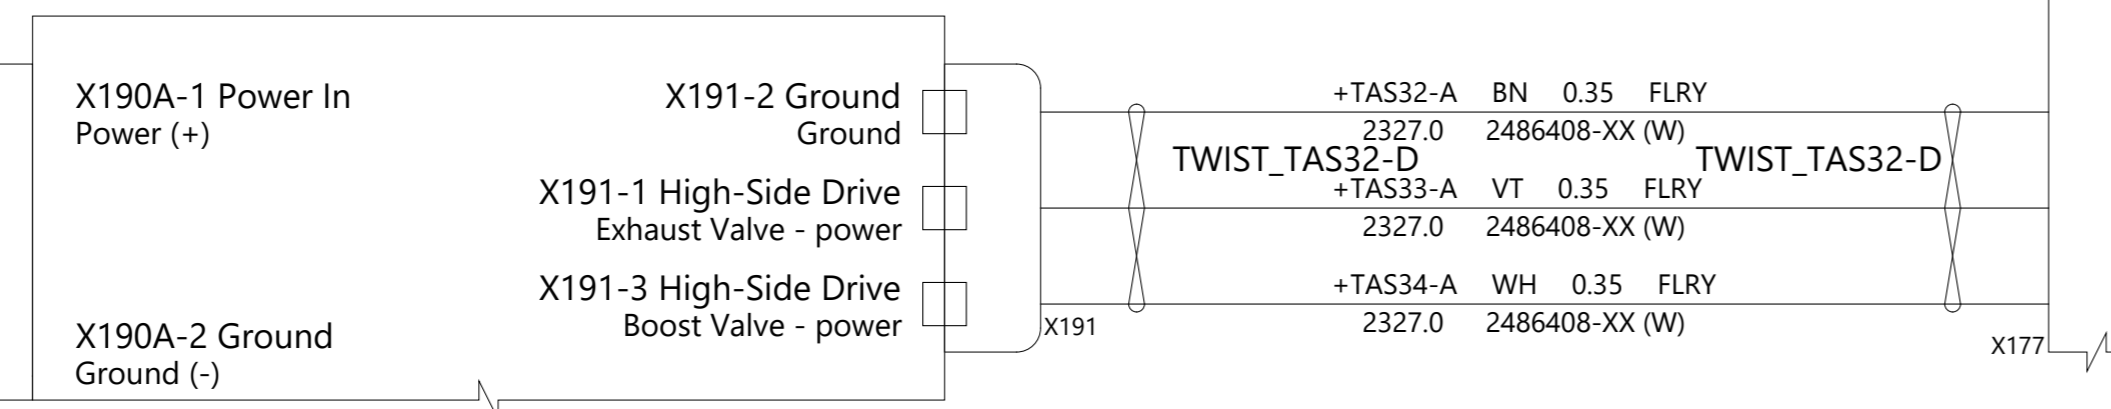 X190A-1 Power In
Power (+)
X190A-2 Ground
Ground (-)
X191-2 Ground
Ground
X191-1 High-Side Drive
Exhaust Valve - power
X191-3 High-Side Drive
Boost Valve - power
X191
+TAS32-A BN 0.35 FLRY
2327.0 2486408-XX (W)
TWIST_TAS32-D TWIST_TAS32-D
+TAS33-A VT 0.35 FLRY
2327.0 2486408-XX (W)
+TAS34-A WH 0.35 FLRY
2327.0 2486408-XX (W)
X177